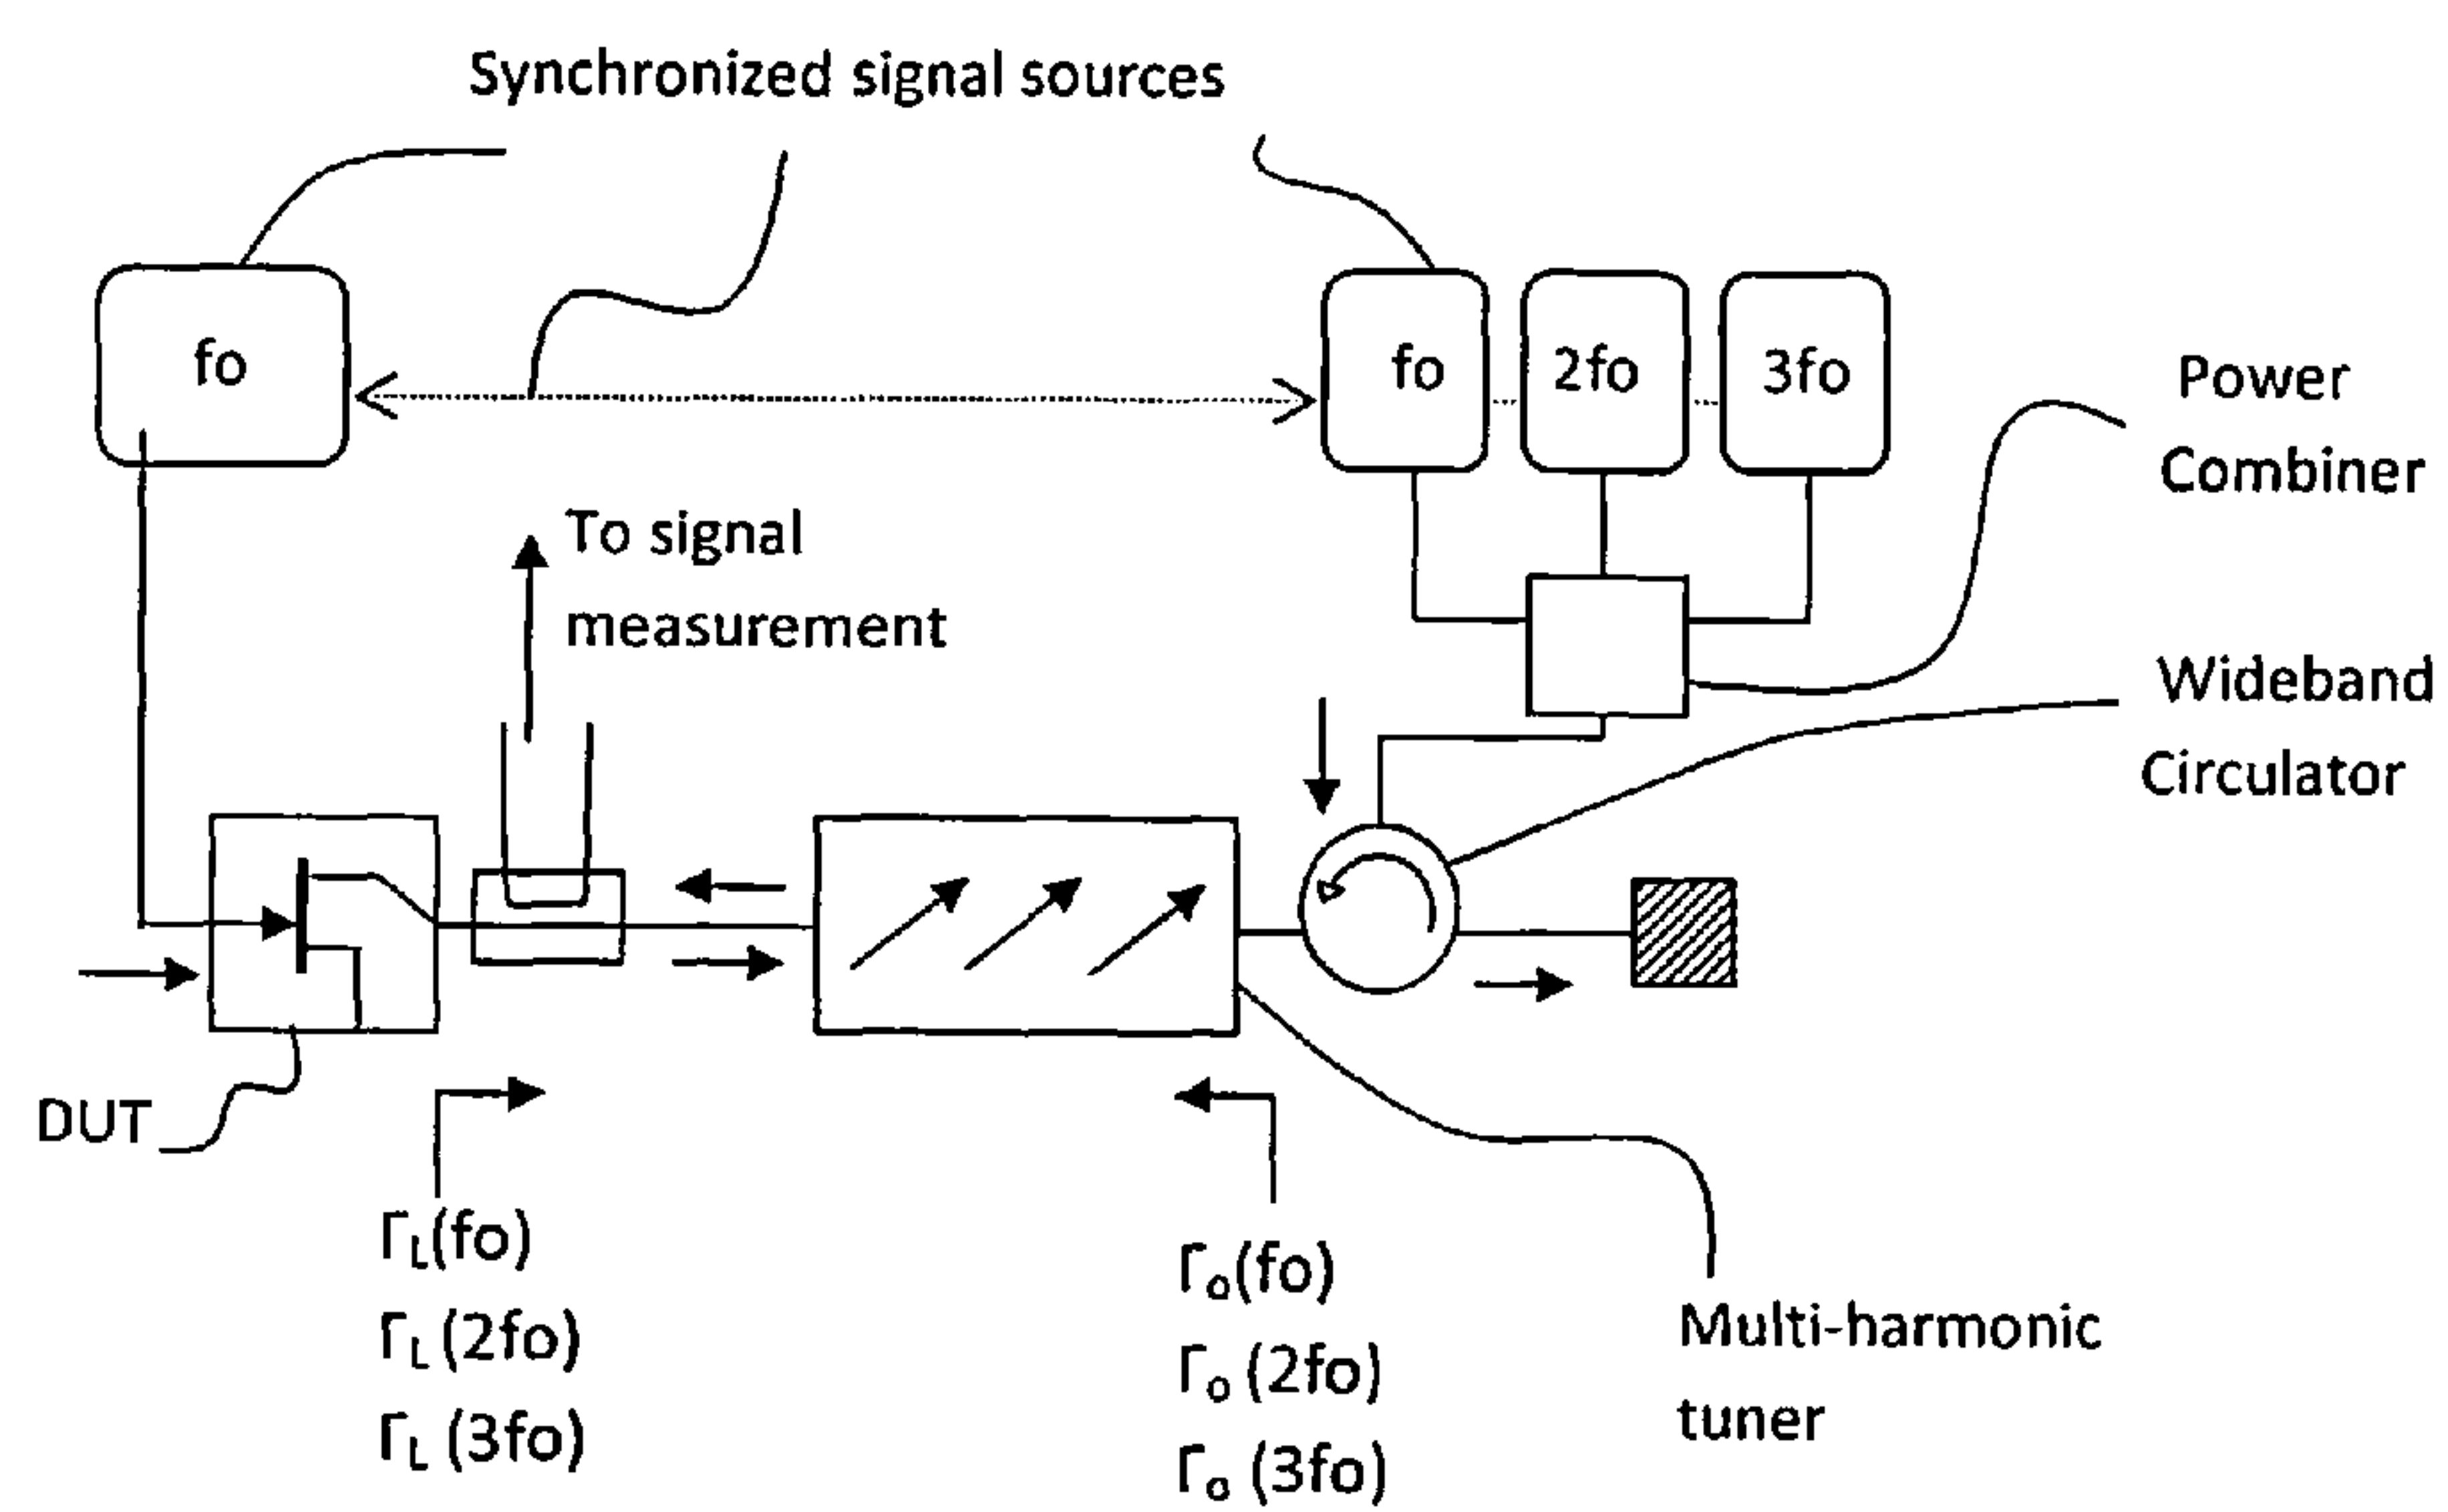 Synchronized signal sources
fo
fo
2fo
3fo
Power
Combiner
To signal
measurement
Wideband
Circulator
DUT
ΓL(fo)
ΓL (2fo)
ΓL (3fo)
Γo(fo)
Γo (2fo)
Γo (3fo)
Multi-harmonic
tuner